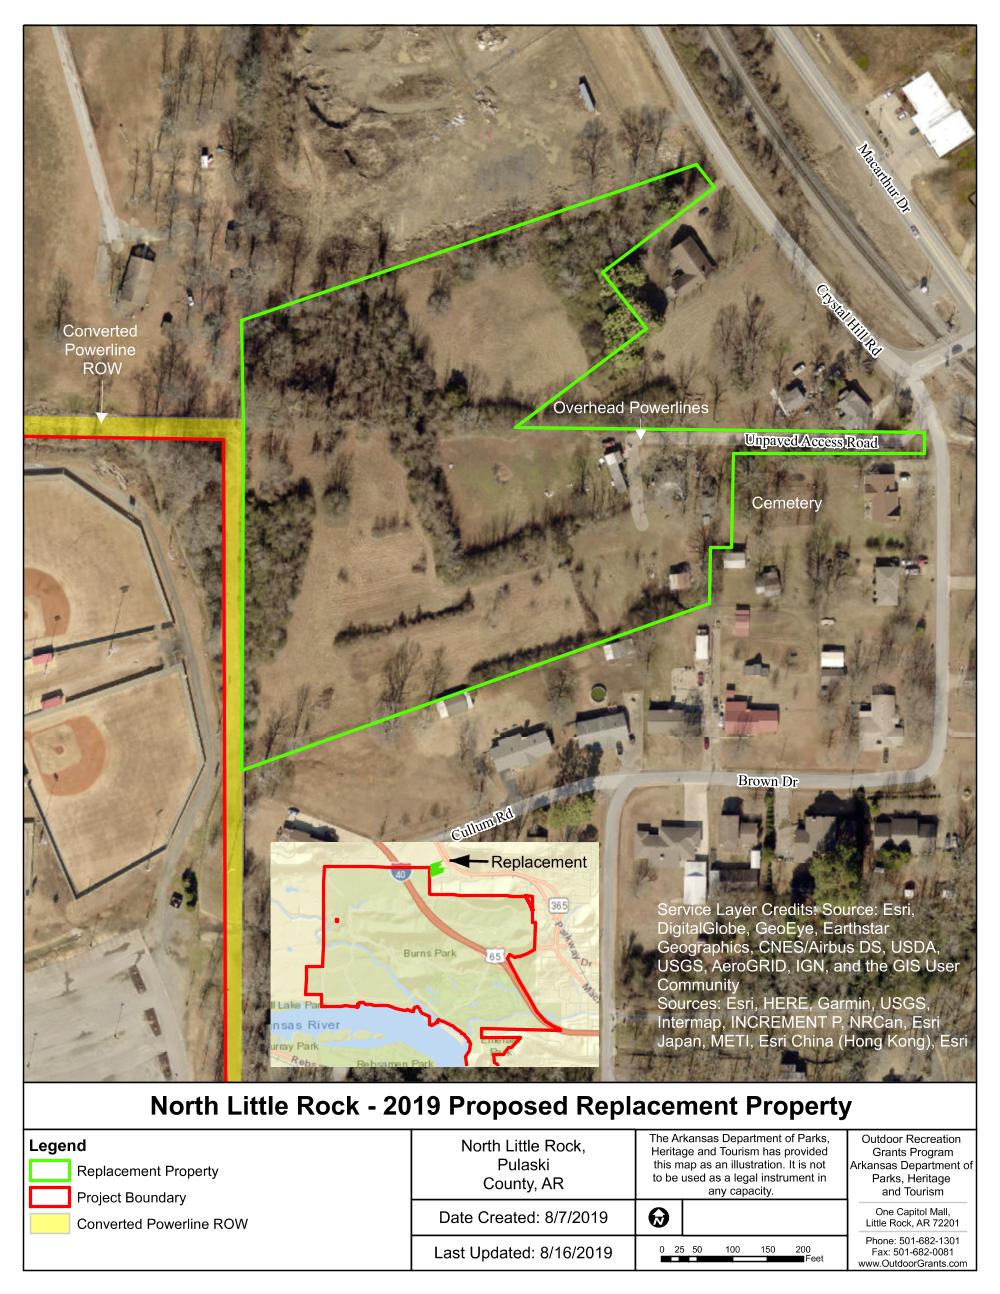 Macarthur Dr
Crystal Hill Rd
Converted
Powerline
ROW
Overhead Powerlines
Unpaved Access Road
Cemetery
Brown Dr
Cullum Rd
Replacement
40
365
65
Burns Park
Parkway Dr
Mac
ll Lake Par
nsas River
urray Park
Rebs
Rebsamen Park
Emerald
Park
Service Layer Credits: Source: Esri,
DigitalGlobe, GeoEye, Earthstar
Geographics, CNES/Airbus DS, USDA,
USGS, AeroGRID, IGN, and the GIS User
Community
Sources: Esri, HERE, Garmin, USGS,
Intermap, INCREMENT P, NRCan, Esri
Japan, METI, Esri China (Hong Kong), Esri
North Little Rock - 2019 Proposed Replacement Property
Legend
Replacement Property
Project Boundary
Converted Powerline ROW
North Little Rock,
Pulaski
County, AR
Date Created: 8/7/2019
Last Updated: 8/16/2019
The Arkansas Department of Parks,
Heritage and Tourism has provided
this map as an illustration. It is not
to be used as a legal instrument in
any capacity.
N
0 25 50 100 150 200
Feet
Outdoor Recreation
Grants Program
Arkansas Department of
Parks, Heritage
and Tourism
One Capitol Mall,
Little Rock, AR 72201
Phone: 501-682-1301
Fax: 501-682-0081
www.OutdoorGrants.com